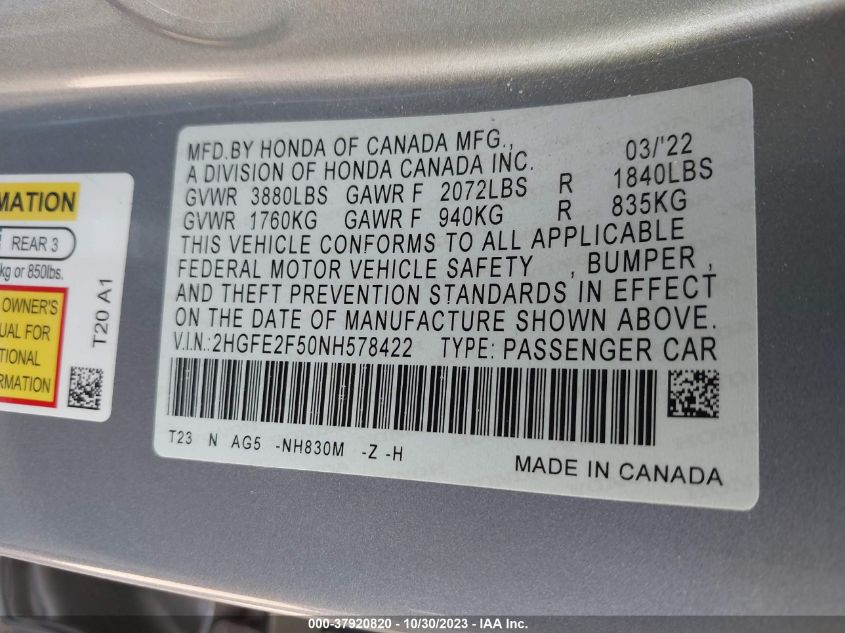 MFD.BY HONDA OF CANADA MFG., 03/'22
A DIVISION OF HONDA CANADA INC.
GVWR 3880LBS GAWR F 2072LBS R 1840LBS
GVWR 1760KG GAWR F 940KG R 835KG
THIS VEHICLE CONFORMS TO ALL APPLICABLE
FEDERAL MOTOR VEHICLE SAFETY , BUMPER ,
AND THEFT PREVENTION STANDARDS IN EFFECT
ON THE DATE OF MANUFACTURE SHOWN ABOVE.
V.I.N.:2HGFE2F50NH578422 TYPE: PASSENGER CAR
T23 N AG5 -NH830M -Z -H
MADE IN CANADA
MATION
REAR 3
kg or 850lbs.
OWNER'S
UAL FOR
TIONAL
RMATION
T20 A1
000-37920820 - 10/30/2023 - IAA Inc.